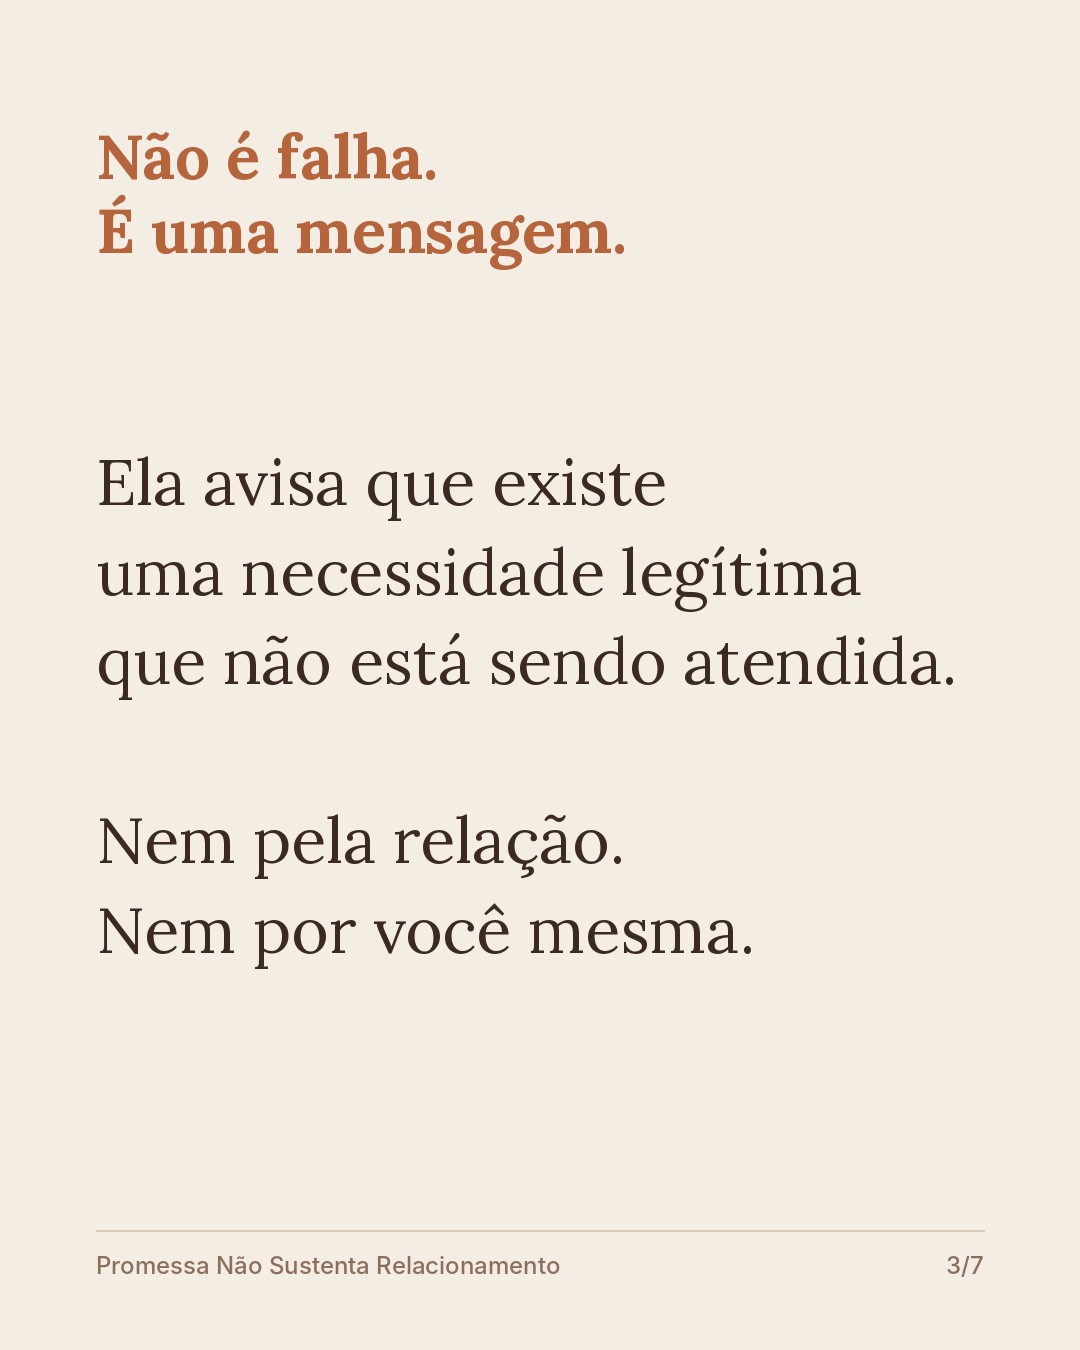 Não é falha.
É uma mensagem.
Ela avisa que existe
uma necessidade legítima
que não está sendo atendida.
Nem pela relação.
Nem por você mesma.
Promessa Não Sustenta Relacionamento
3/7